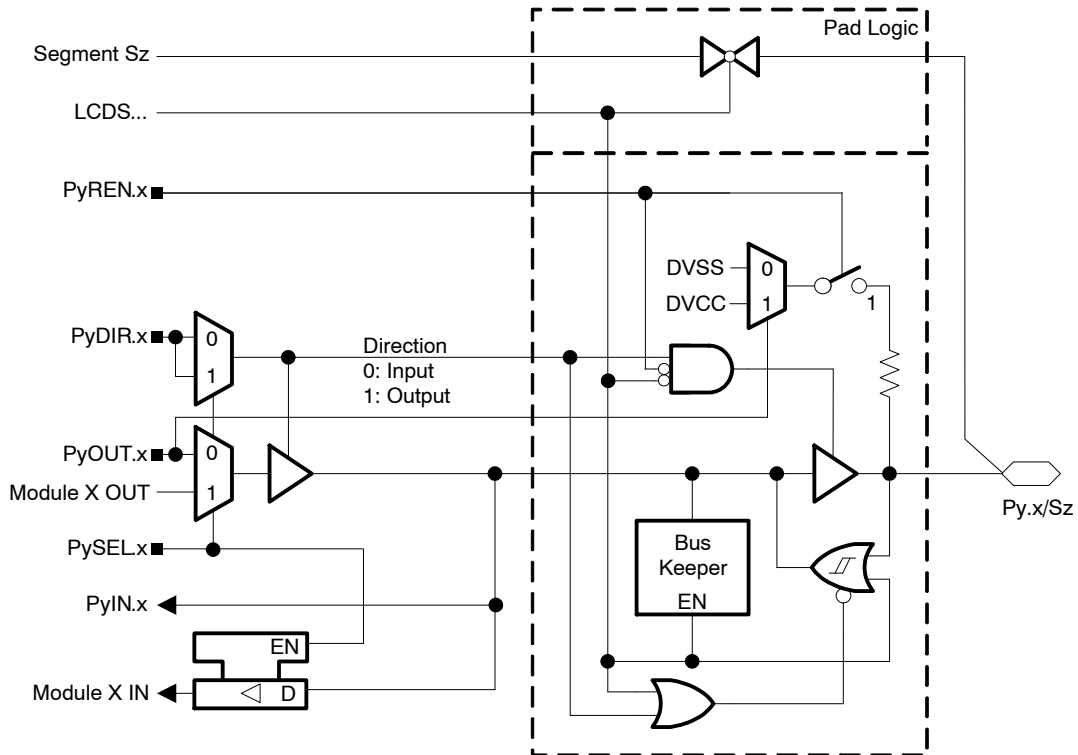 Pad Logic
Segment Sz
LCDS...
PyREN.x
DVSS
0
DVCC
1
1
PyDIR.x
0
1
Direction
0: Input
1: Output
PyOUT.x
0
Module X OUT
1
Py.x/Sz
PySEL.x
Bus
Keeper
EN
PyIN.x
EN
Module X IN
D